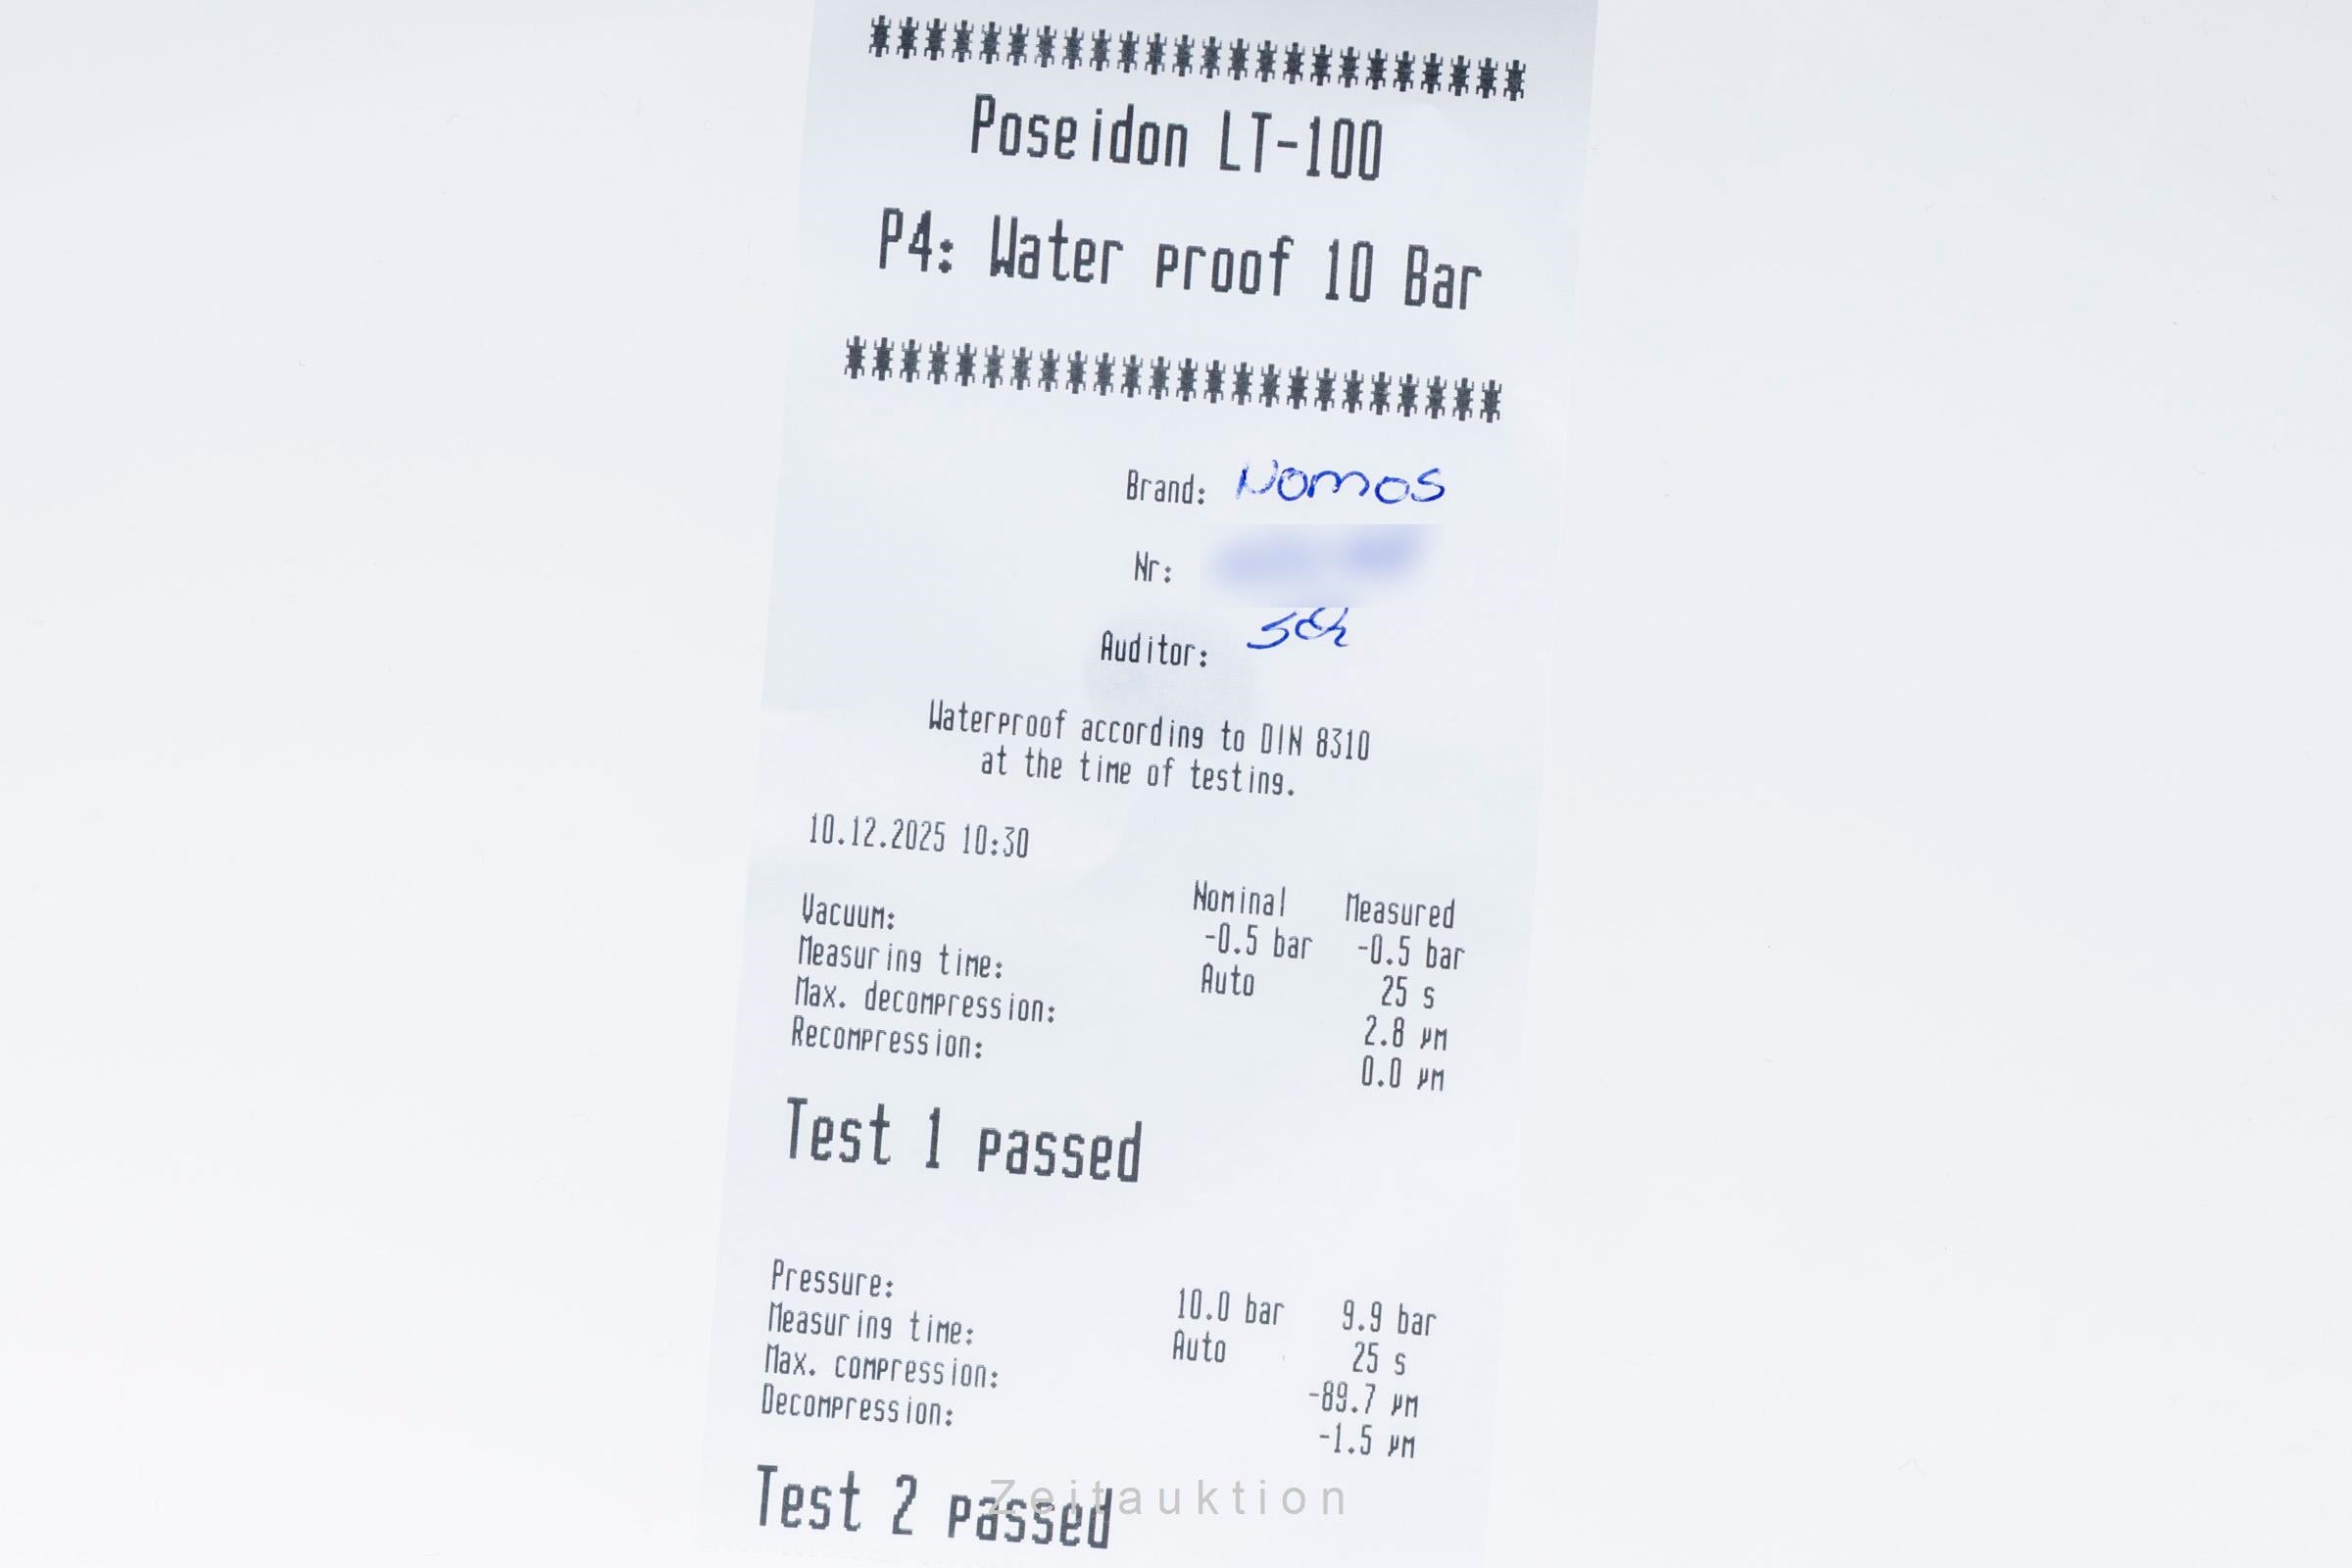 ************************
Poseidon LT-100
P4: Water proof 10 Bar
************************
Brand: Nomos
Nr:
Auditor: Sch
Waterproof according to DIN 8310
at the time of testing.
10.12.2025 10:30
Nominal Measured
Vacuum: -0.5 bar -0.5 bar
Measuring time: Auto 25 s
Max. decompression: 2.8 µm
Recompression: 0.0 µm
Test 1 passed
Pressure: 10.0 bar 9.9 bar
Measuring time: Auto 25 s
Max. compression: -89.7 µm
Decompression: -1.5 µm
Test 2 passed
Zeitauktion